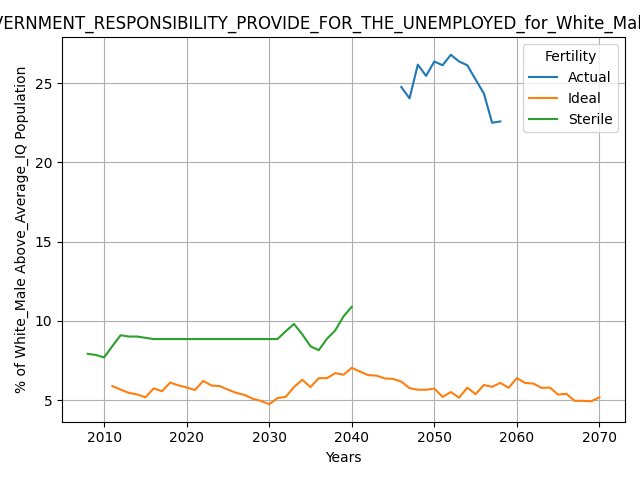 VERNMENT_RESPONSIBILITY_PROVIDE_FOR_THE_UNEMPLOYED_for_White_Mal
Fertility
Actual
Ideal
Sterile
% of White_Male Above_Average_IQ Population
25
20
15
10
5
2010 2020 2030 2040 2050 2060 2070
Years